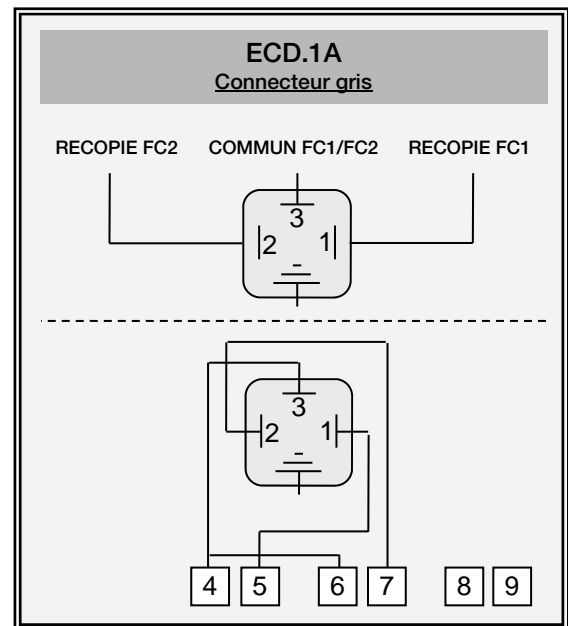 ECD.1A
Connecteur gris
RECOPIE FC2 COMMUN FC1/FC2 RECOPIE FC1
3
2 1
3
2 1
4 5 6 7 8 9